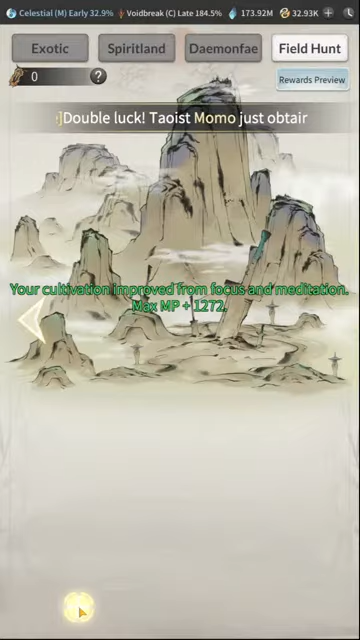 Celestial (M) Early 32.9% Voidbreak (C) Late 184.5% 173.92M 32.93K
Exotic Spiritland Daemonfae Field Hunt
0 ? Rewards Preview
]Double luck! Taoist Momo just obtair
Your cultivation improved from focus and meditation.
Max MP + 1272.